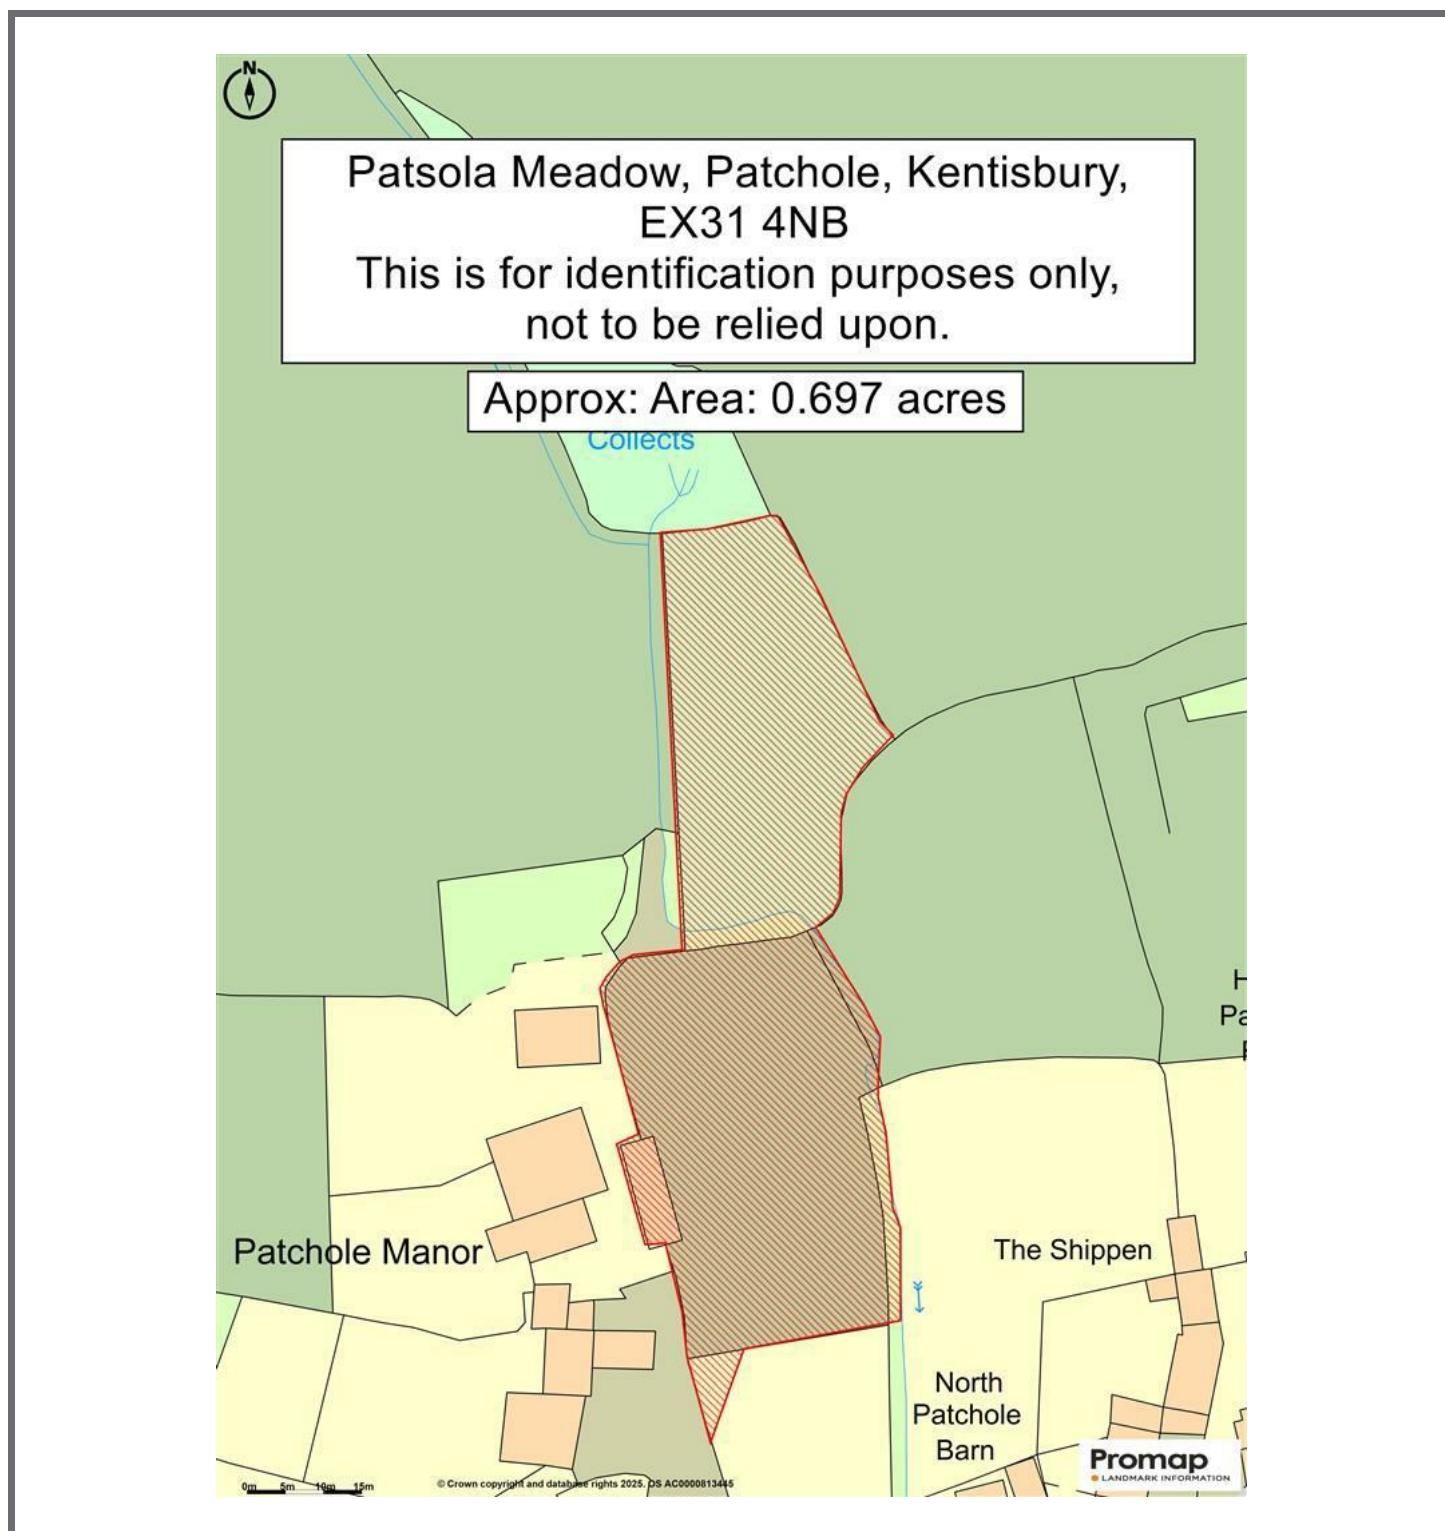 N
Patsola Meadow, Patchole, Kentisbury,
EX31 4NB
This is for identification purposes only,
not to be relied upon.
Approx: Area: 0.697 acres
Collects
H
Pa
Patchole Manor
The Shippen
North
Patchole
Barn
Promap
LANDMARK INFORMATION
0m 5m 10m 15m
© Crown copyright and database rights 2025. OS AC0000813445